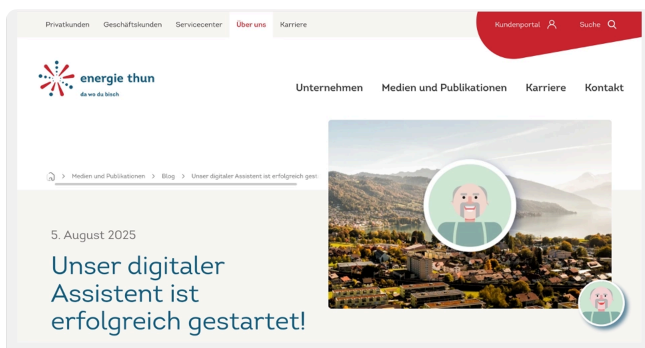 Privatkunden Geschäftskunden Servicecenter Über uns Karriere Kundenportal Suche
energie thun
da wo du bisch
Unternehmen Medien und Publikationen Karriere Kontakt
> Medien und Publikationen > Blog > Unser digitaler Assistent ist erfolgreich gest
5. August 2025
Unser digitaler
Assistent ist
erfolgreich gestartet!